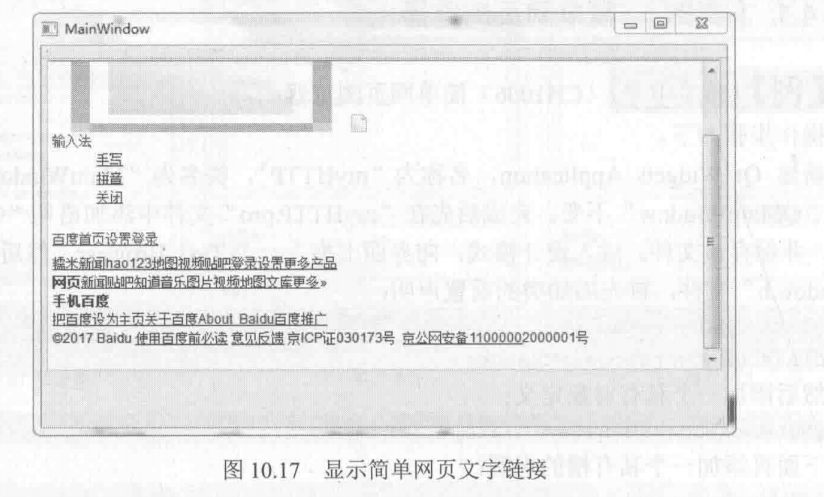 MainWindow
输入法
手写
拼音
关闭
百度首页设置登录
糯米新闻hao123地图视频贴吧登录设置更多产品
网页新闻贴吧知道音乐图片视频地图文库更多»
手机百度
把百度设为主页关于百度About Baidu百度推广
©2017 Baidu 使用百度前必读 意见反馈 京ICP证030173号 京公网安备11000002000001号
图 10.17 显示简单网页文字链接